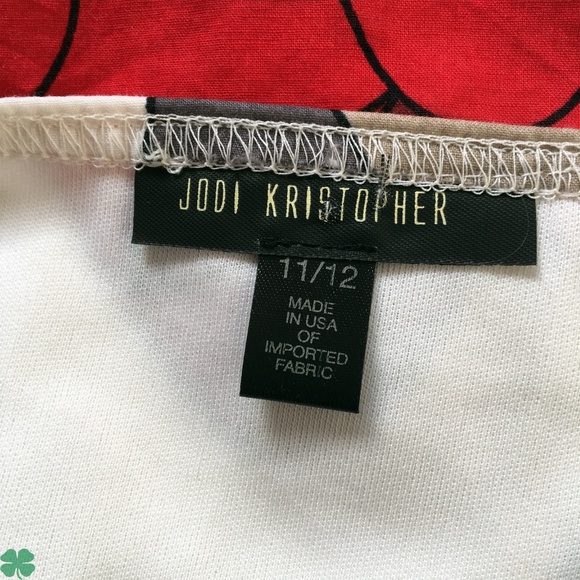 JODI KRISTOPHER
11/12
MADE
IN USA
OF
IMPORTED
FABRIC